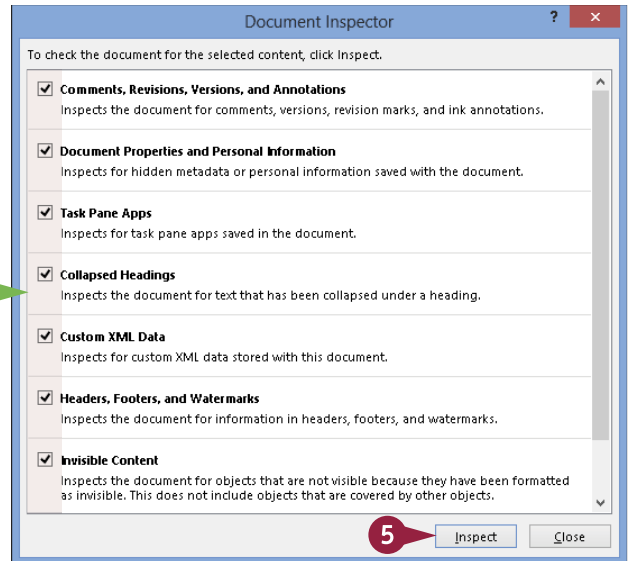 Document Inspector
?
×
To check the document for the selected content, click Inspect.
Comments, Revisions, Versions, and Annotations
Inspects the document for comments, versions, revision marks, and ink annotations.
Document Properties and Personal Information
Inspects for hidden metadata or personal information saved with the document.
Task Pane Apps
Inspects for task pane apps saved in the document.
Collapsed Headings
Inspects the document for text that has been collapsed under a heading.
Custom XML Data
Inspects for custom XML data stored with this document.
Headers, Footers, and Watermarks
Inspects the document for information in headers, footers, and watermarks.
Invisible Content
Inspects the document for objects that are not visible because they have been formatted
as invisible. This does not include objects that are covered by other objects.
5
Inspect
Close